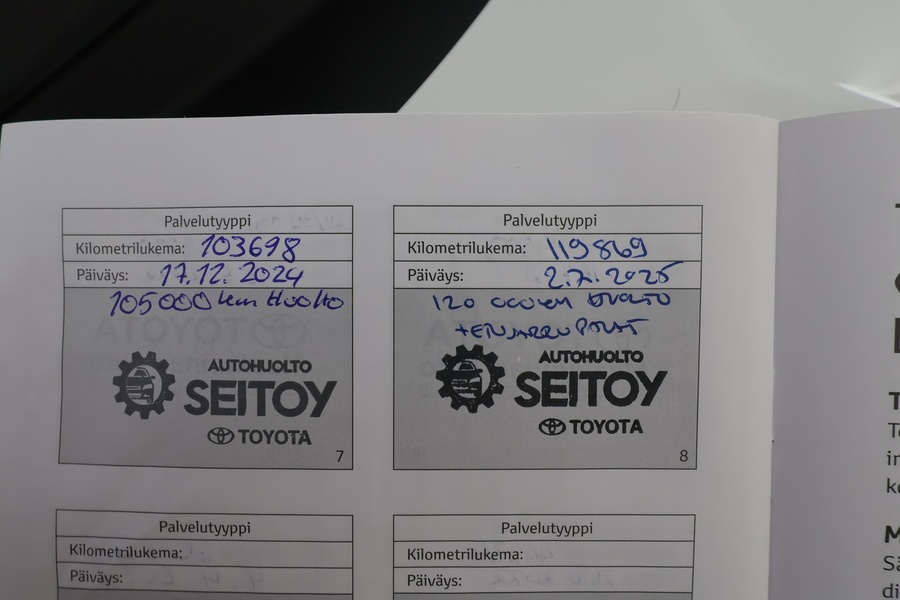 Palvelutyyppi
Kilometrilukema: 103698
Päiväys: 17.12.2024
105000 km Huolto
AUTOHUOLTO
SEITOY
TOYOTA
7
Palvelutyyppi
Kilometrilukema: 119869
Päiväys: 2.7.2025
120 000 km HUOLTO
+ETUJARRUPALAT
AUTOHUOLTO
SEITOY
TOYOTA
8
Palvelutyyppi
Kilometrilukema:
Päiväys:
Palvelutyyppi
Kilometrilukema:
Päiväys: